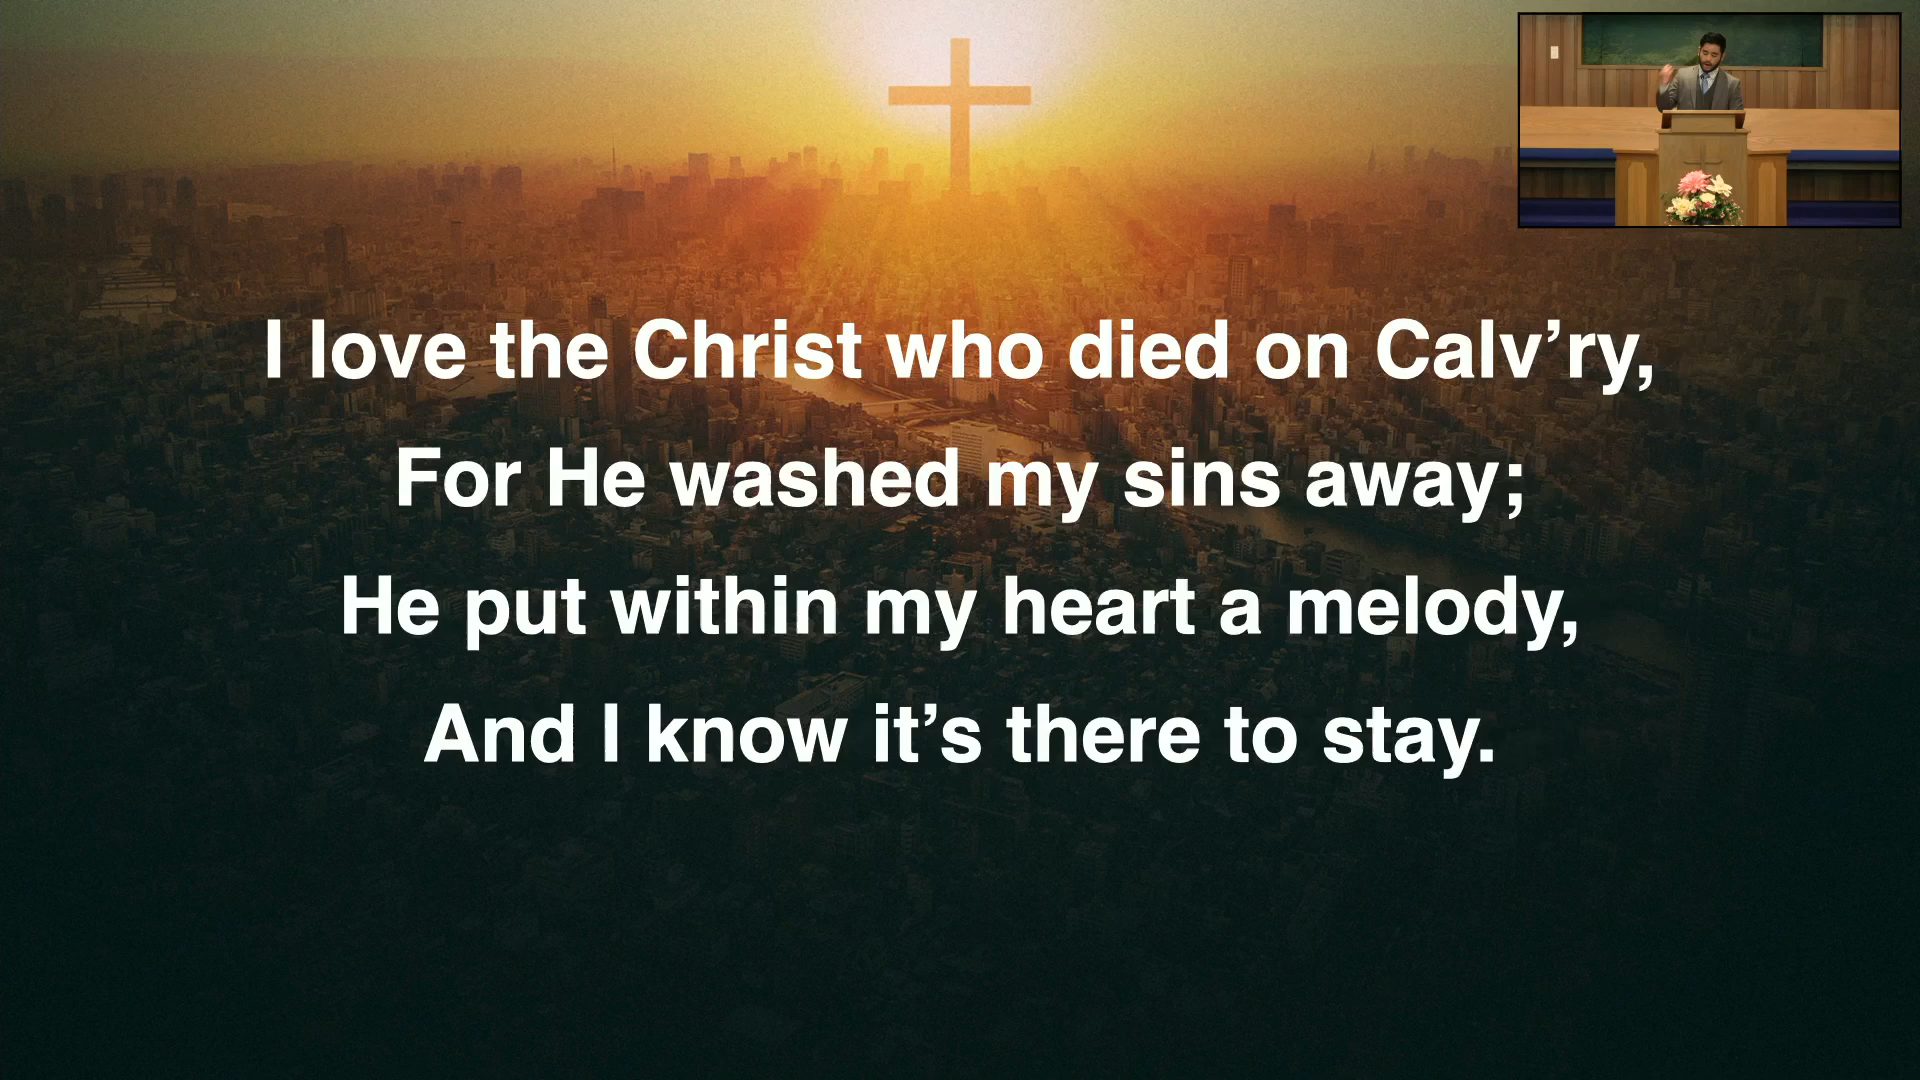 I love the Christ who died on Calv’ry,
For He washed my sins away;
He put within my heart a melody,
And I know it’s there to stay.